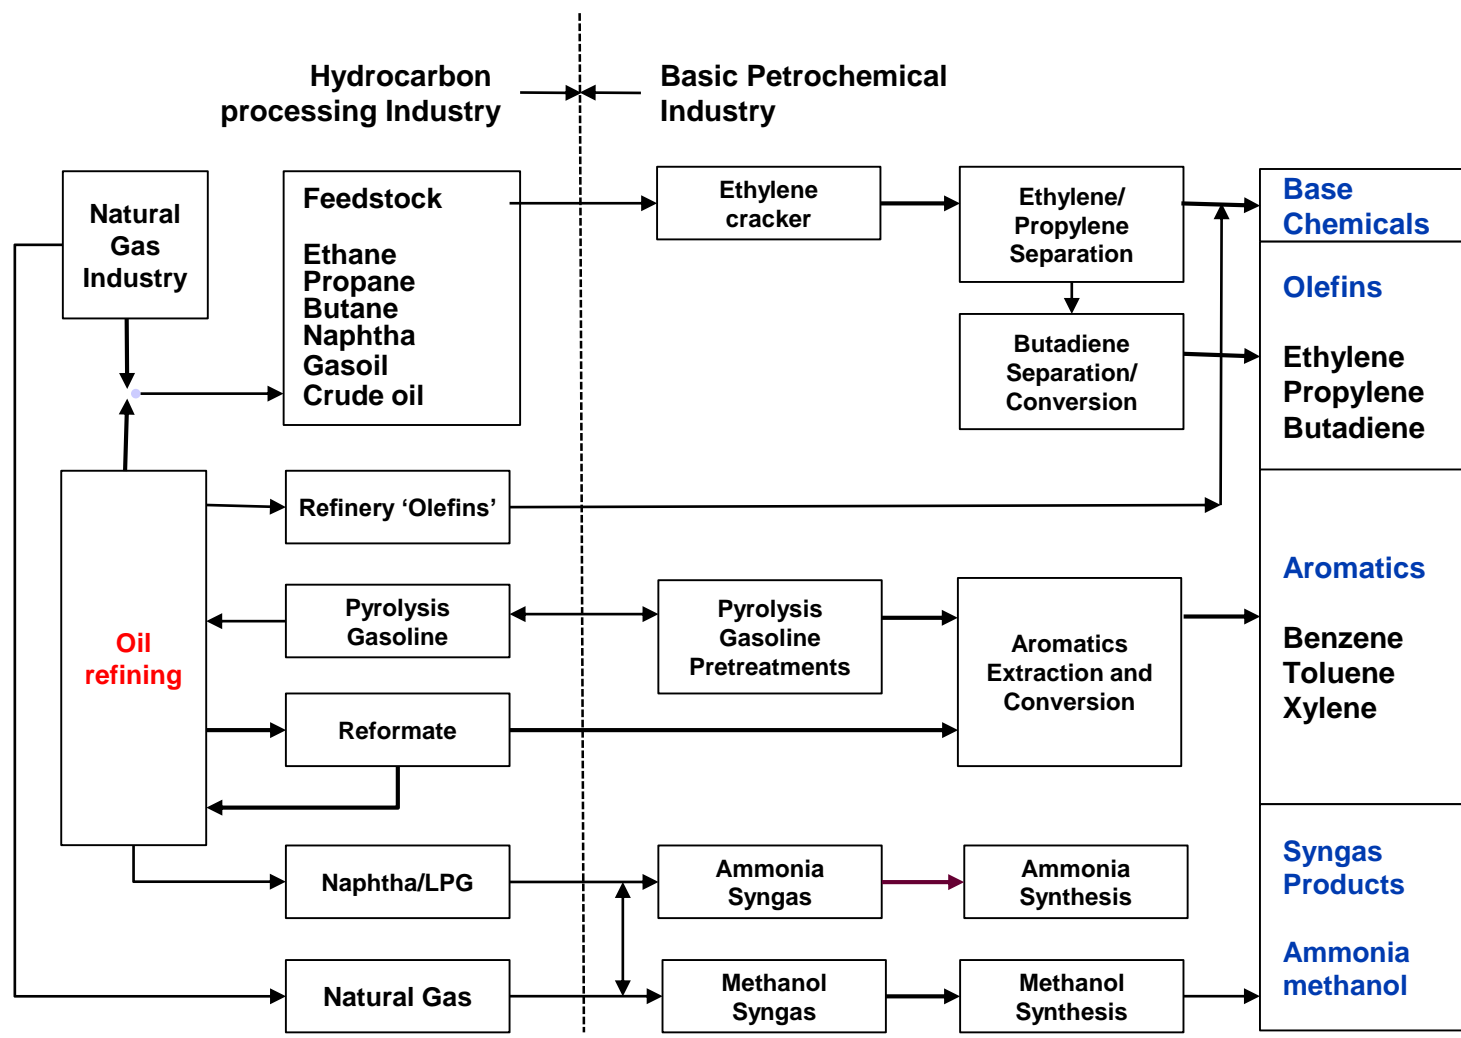 Hydrocarbon
processing Industry
Basic Petrochemical
Industry
Natural
Gas
Industry
Feedstock
Ethane
Propane
Butane
Naphtha
Gasoil
Crude oil
Ethylene
cracker
Ethylene/
Propylene
Separation
Base
Chemicals
Butadiene
Separation/
Conversion
Olefins
Ethylene
Propylene
Butadiene
Oil
refining
Refinery ‘Olefins’
Pyrolysis
Gasoline
Pyrolysis
Gasoline
Pretreatments
Aromatics
Extraction and
Conversion
Aromatics
Benzene
Toluene
Xylene
Reformate
Naphtha/LPG
Ammonia
Syngas
Ammonia
Synthesis
Syngas
Products
Natural Gas
Methanol
Syngas
Methanol
Synthesis
Ammonia
methanol